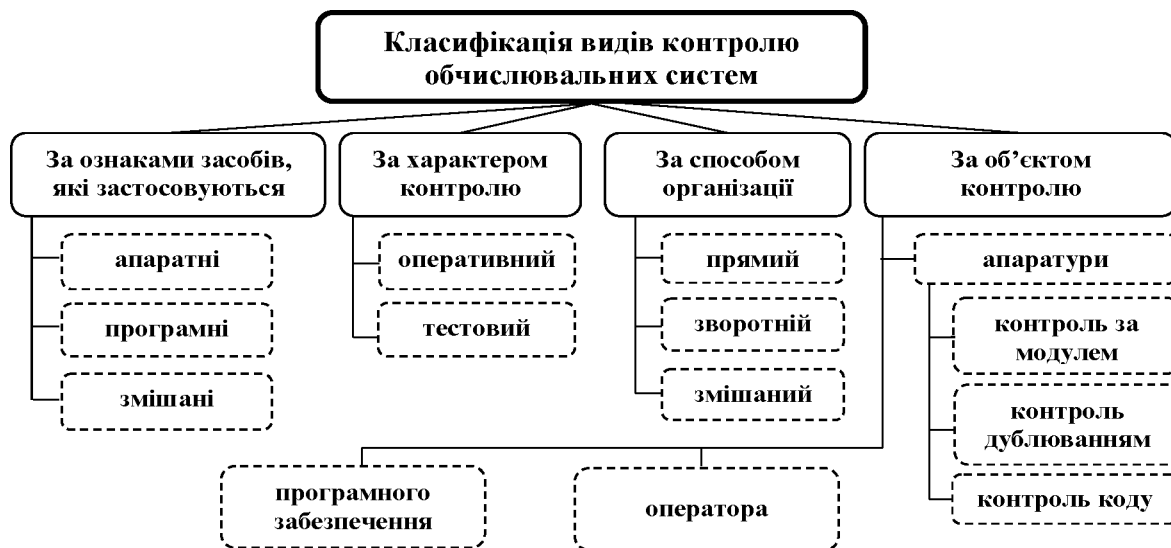 Класифікація видів контролю
обчислювальних систем
За ознаками засобів,
які застосовуються
апаратні
програмні
змішані
За характером
контролю
оперативний
тестовий
За способом
організації
прямий
зворотній
змішаний
За об’єктом
контролю
апаратури
контроль за
модулем
контроль
дублюванням
контроль коду
програмного
забезпечення
оператора